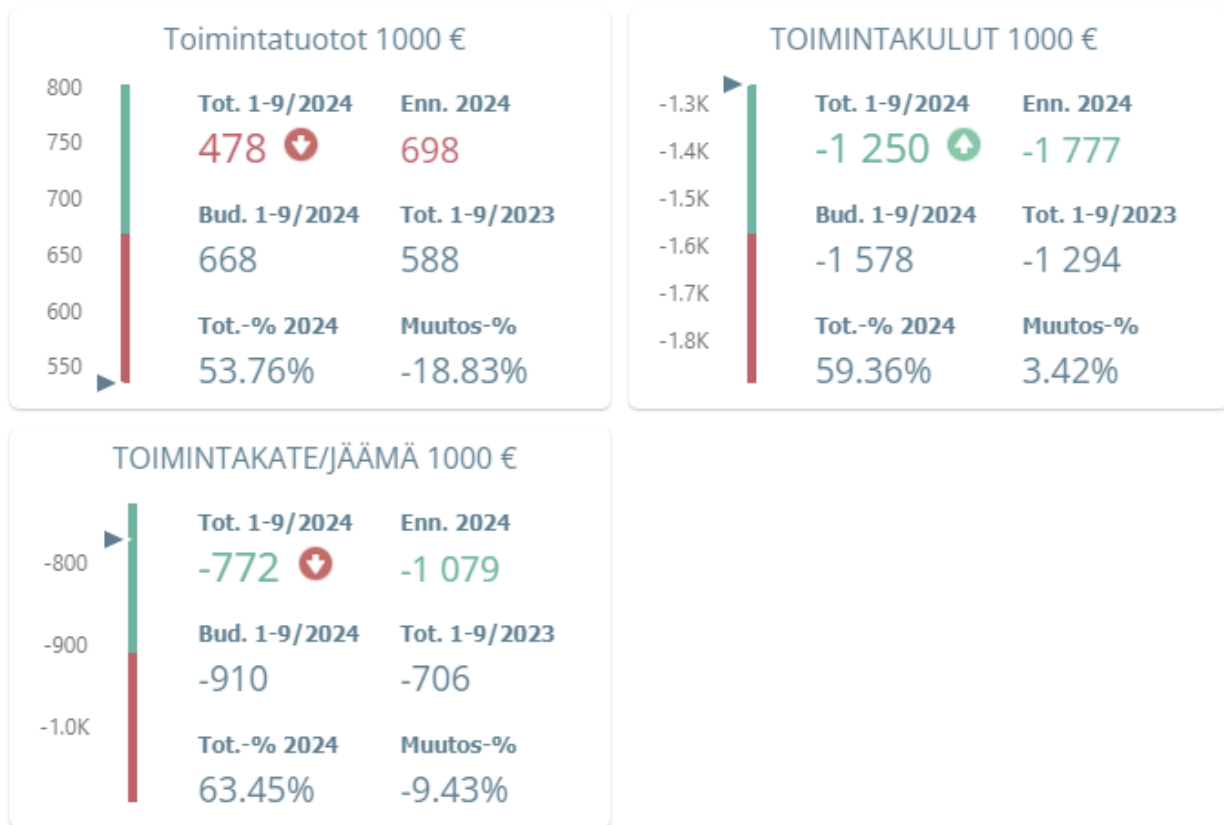 Toimintatuotot 1000 €
800
750
700
650
600
550
Tot. 1-9/2024 Enn. 2024
478 698
Bud. 1-9/2024 Tot. 1-9/2023
668 588
Tot.-% 2024 Muutos-%
53.76% -18.83%
TOIMINTAKULUT 1000 €
-1.3K
-1.4K
-1.5K
-1.6K
-1.7K
-1.8K
Tot. 1-9/2024 Enn. 2024
-1 250 -1 777
Bud. 1-9/2024 Tot. 1-9/2023
-1 578 -1 294
Tot.-% 2024 Muutos-%
59.36% 3.42%
TOIMINTAKATE/JÄÄMÄ 1000 €
-800
-900
-1.0K
Tot. 1-9/2024 Enn. 2024
-772 -1 079
Bud. 1-9/2024 Tot. 1-9/2023
-910 -706
Tot.-% 2024 Muutos-%
63.45% -9.43%